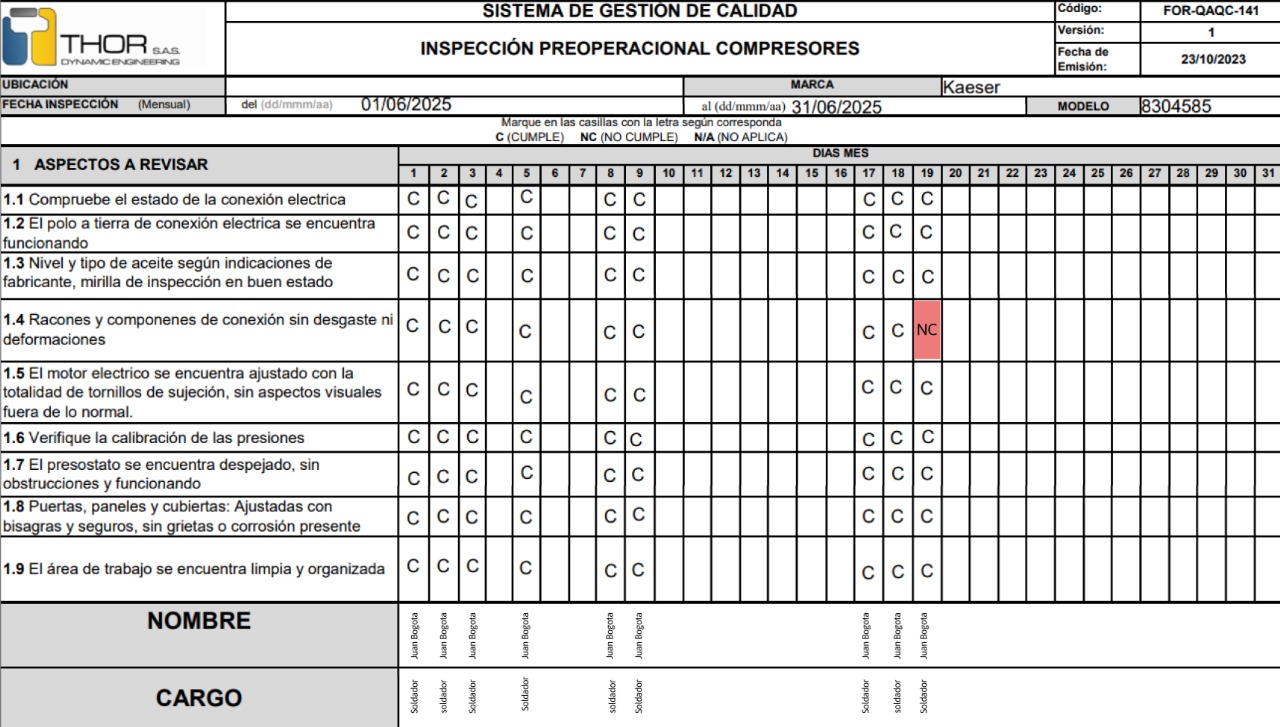 SISTEMA DE GESTIÓN DE CALIDAD
Código: FOR-QAQC-141
THOR S.A.S.
DYNAMIC ENGINEERING
INSPECCIÓN PREOPERACIONAL COMPRESORES
Versión: 1
Fecha de Emisión: 23/10/2023
UBICACIÓN MARCA Kaeser
FECHA INSPECCIÓN (Mensual) del (dd/mmm/aa) 01/06/2025 al (dd/mmm/aa) 31/06/2025 MODELO 8304585
Marque en las casillas con la letra según corresponda
C (CUMPLE) NC (NO CUMPLE) N/A (NO APLICA)
1 ASPECTOS A REVISAR DIAS MES
1 2 3 4 5 6 7 8 9 10 11 12 13 14 15 16 17 18 19 20 21 22 23 24 25 26 27 28 29 30 31
1.1 Compruebe el estado de la conexión electrica C C C C C C C C C
1.2 El polo a tierra de conexión electrica se encuentra
funcionando C C C C C C C C C
1.3 Nivel y tipo de aceite según indicaciones de
fabricante, mirilla de inspección en buen estado C C C C C C C C C
1.4 Racones y componenes de conexión sin desgaste ni
deformaciones C C C C C C C C NC
1.5 El motor electrico se encuentra ajustado con la
totalidad de tornillos de sujeción, sin aspectos visuales
fuera de lo normal. C C C C C C C C C
1.6 Verifique la calibración de las presiones C C C C C C C C C
1.7 El presostato se encuentra despejado, sin
obstrucciones y funcionando C C C C C C C C C
1.8 Puertas, paneles y cubiertas: Ajustadas con
bisagras y seguros, sin grietas o corrosión presente C C C C C C C C C
1.9 El área de trabajo se encuentra limpia y organizada C C C C C C C C C
NOMBRE Juan Bogota Juan Bogota Juan Bogota Juan Bogota Juan Bogota Juan Bogota Juan Bogota Juan Bogota Juan Bogota
CARGO Soldador soldador Soldador Soldador soldador Soldador Soldador soldador Soldador